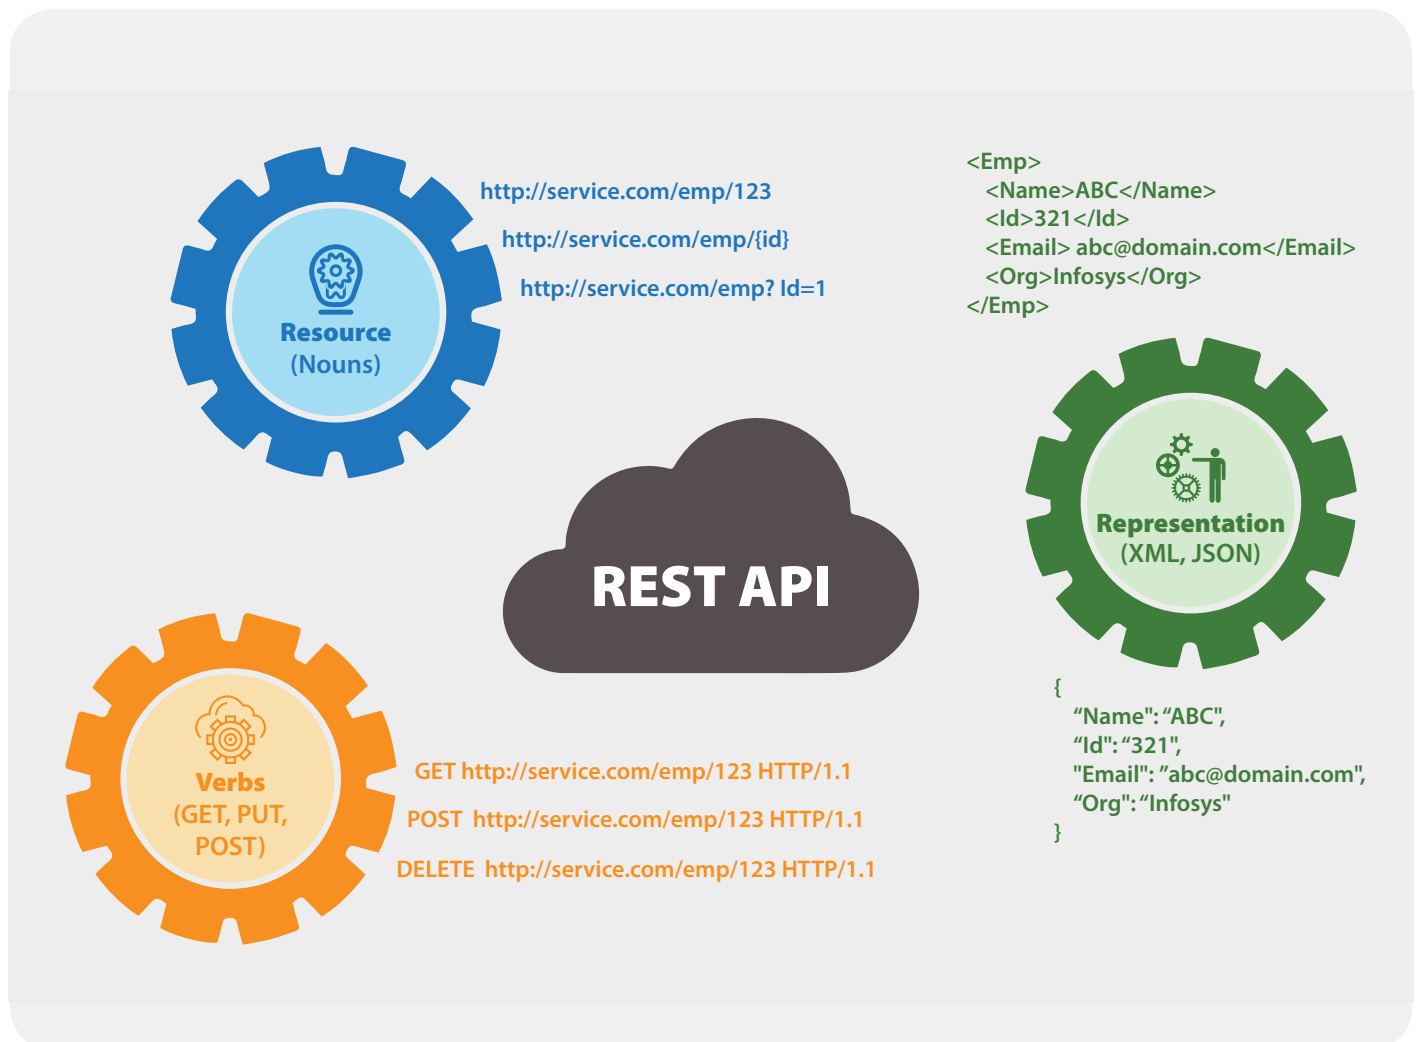 http://service.com/emp/123
http://service.com/emp/{id}
http://service.com/emp? Id=1
Resource
(Nouns)
<Emp>
<Name>ABC</Name>
<Id>321</Id>
<Email> abc@domain.com</Email>
<Org>Infosys</Org>
</Emp>
REST API
Representation
(XML, JSON)
{
“Name": “ABC",
“Id": “321",
"Email": ”abc@domain.com",
“Org": “Infosys"
}
Verbs
(GET, PUT,
POST)
GET http://service.com/emp/123 HTTP/1.1
POST  http://service.com/emp/123 HTTP/1.1
DELETE  http://service.com/emp/123 HTTP/1.1